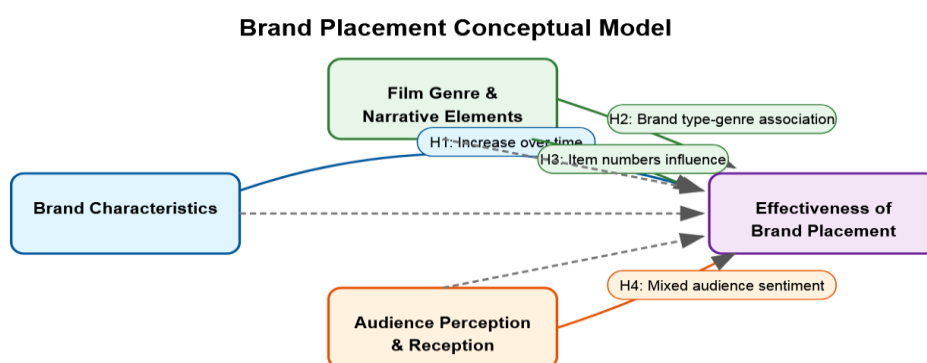 Brand Placement Conceptual Model
Film Genre &
Narrative Elements
H2: Brand type-genre association
H1: Increase over time
H3: Item numbers influence
Brand Characteristics
Effectiveness of
Brand Placement
H4: Mixed audience sentiment
Audience Perception
& Reception